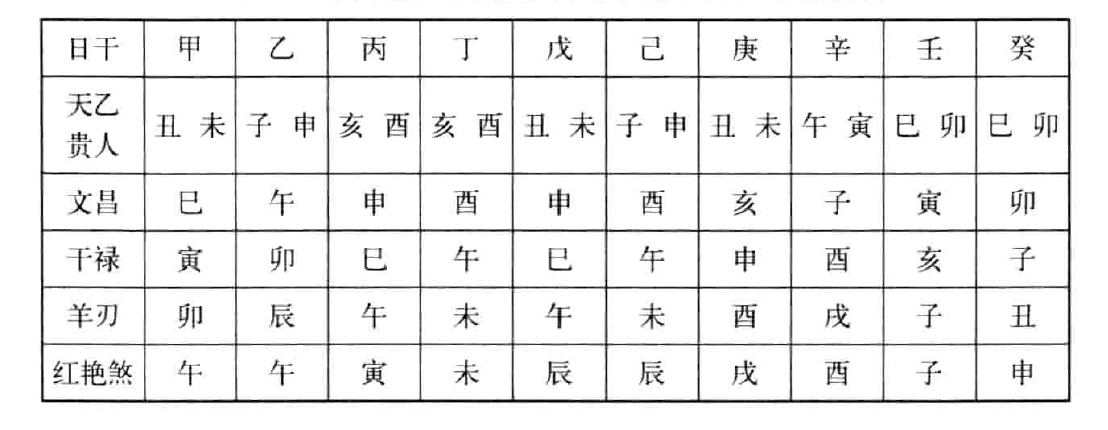 日干 甲 乙 丙 丁 戊 己 庚 辛 壬 癸
天乙贵人 丑 未 子 申 亥 酉 亥 酉 丑 未 子 申 丑 未 午 寅 巳 卯 巳 卯
文昌 巳 午 申 酉 申 酉 亥 子 寅 卯
干禄 寅 卯 巳 午 巳 午 申 酉 亥 子
羊刃 卯 辰 午 未 午 未 酉 戌 子 丑
红艳煞 午 午 寅 未 辰 辰 戌 酉 子 申